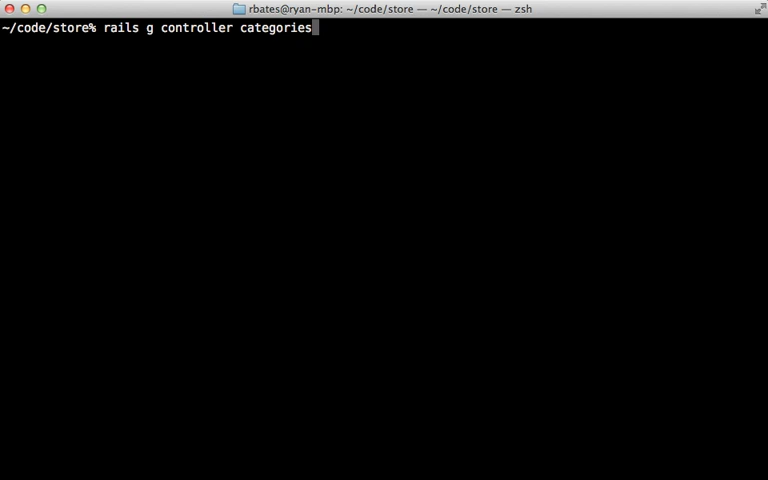 rbates@ryan-mbp: ~/code/store — ~/code/store — zsh
~/code/store% rails g controller categories